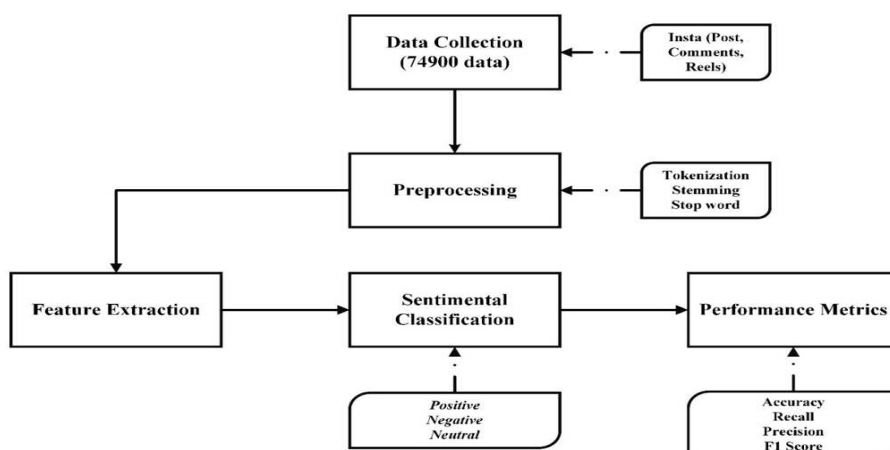 Data Collection
(74900 data)
Insta (Post,
Comments,
Reels)
Preprocessing
Tokenization
Stemming
Stop word
Feature Extraction
Sentimental
Classification
Performance Metrics
Positive
Negative
Neutral
Accuracy
Recall
Precision
F1 Score